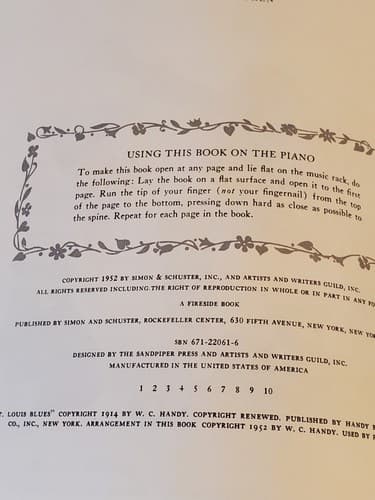 USING THIS BOOK ON THE PIANO
To make this book open at any page and lie flat on the music rack, do
the following: Lay the book on a flat surface and open it to the first
page. Run the tip of your finger (not your fingernail) from the top
of the page to the bottom, pressing down hard as close as possible to
the spine. Repeat for each page in the book.
COPYRIGHT 1952 BY SIMON & SCHUSTER, INC., AND ARTISTS AND WRITERS GUILD, INC.
ALL RIGHTS RESERVED INCLUDING THE RIGHT OF REPRODUCTION IN WHOLE OR IN PART IN ANY
A FIRESIDE BOOK
PUBLISHED BY SIMON AND SCHUSTER, ROCKEFELLER CENTER, 630 FIFTH AVENUE, NEW YORK, NEW
SBN 671-22061-6
DESIGNED BY THE SANDPIPER PRESS AND ARTISTS AND WRITERS GUILD, INC.
MANUFACTURED IN THE UNITED STATES OF AMERICA
1 2 3 4 5 6 7 8 9 10
LOUIS BLUES" COPYRIGHT 1914 BY W. C. HANDY. COPYRIGHT RENEWED. PUBLISHED BY HANDY
CO., INC., NEW YORK. ARRANGEMENT IN THIS BOOK COPYRIGHT 1952 BY W. C. HANDY. USED BY